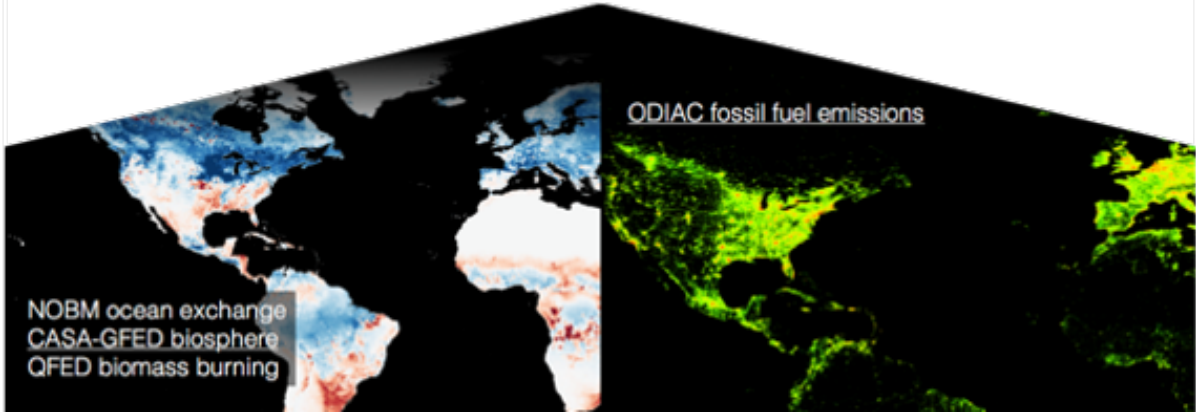 ODIAC fossil fuel emissions
NOBM ocean exchange
CASA-GFED biosphere
QFED biomass burning